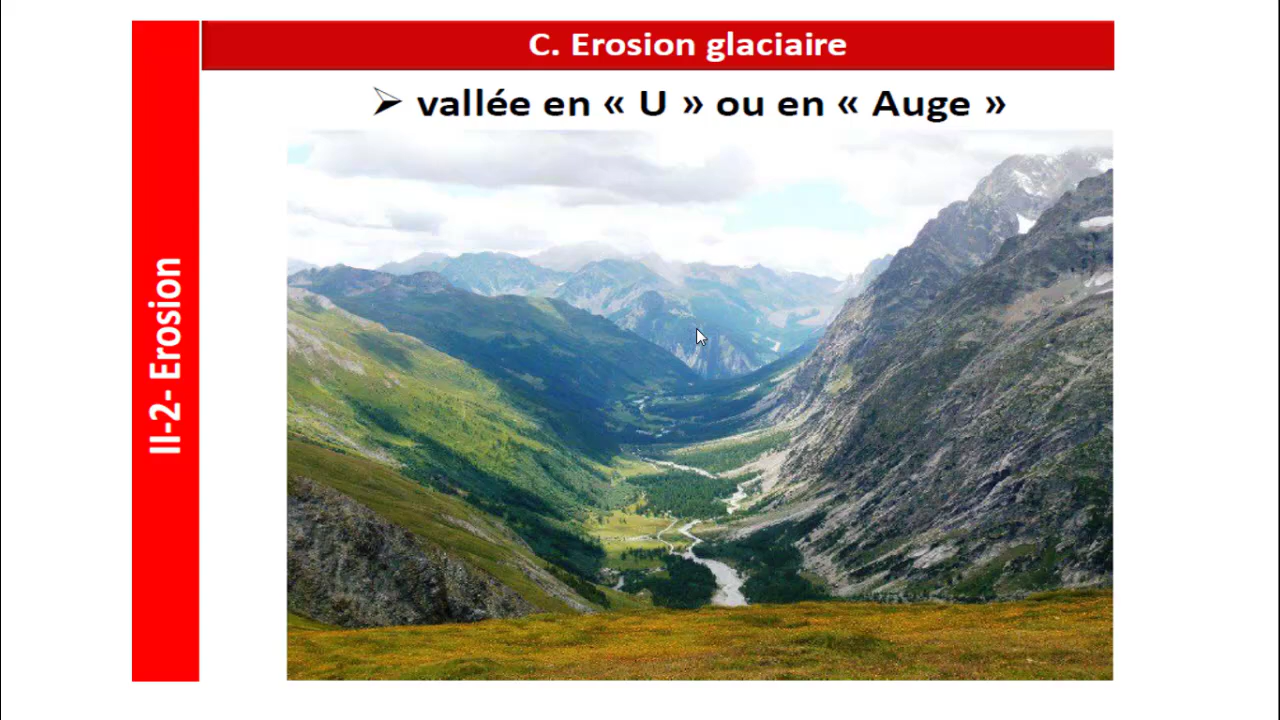 C. Erosion glaciaire
➢ vallée en « U » ou en « Auge »
II-2- Erosion